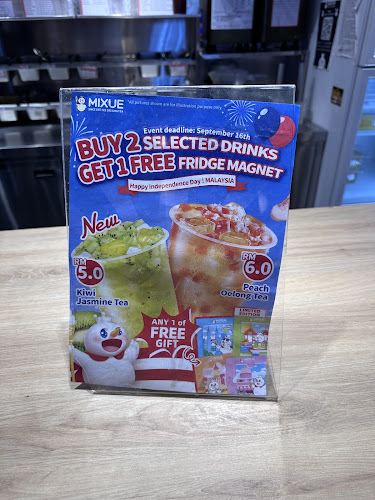 MIXUE
*All pictures shown are for illustration purpose only.
Event deadline: September 16th
BUY 2 SELECTED DRINKS
GET 1 FREE FRIDGE MAGNET
Happy Independence Day! MALAYSIA
New
RM
5.0
RM
6.0
Kiwi
Jasmine Tea
Peach
Oolong Tea
LIMITED
EDITION
ANY 1 of
FREE
GIFT